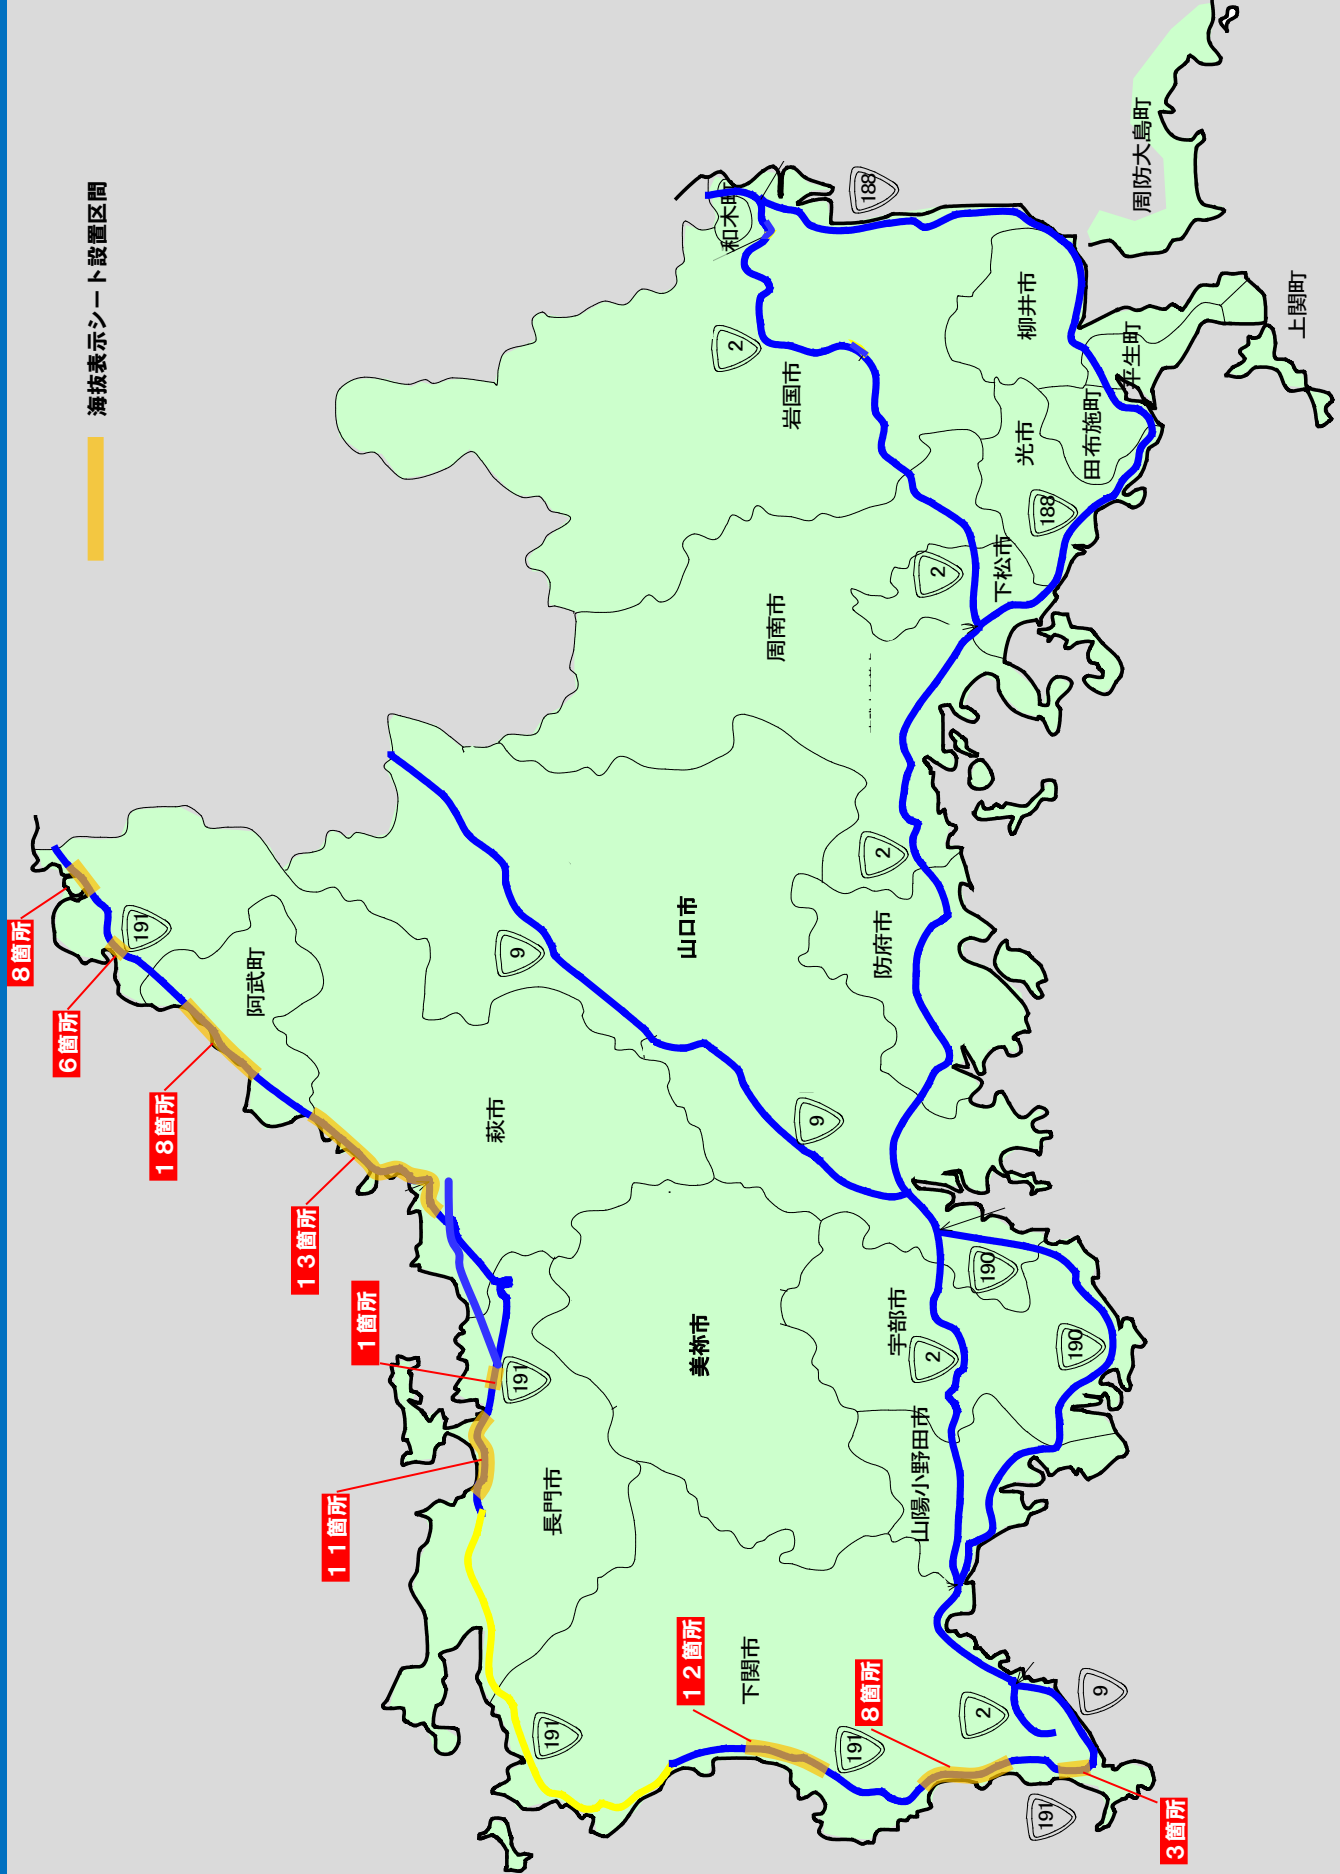 海抜表示シート設置区間
8箇所
6箇所
18箇所
13箇所
1箇所
11箇所
12箇所
8箇所
3箇所
191
阿武町
萩市
9
山口市
9
191
長門市
美祢市
191
下関市
191
191
2
9
山陽小野田市
宇部市
2
190
190
防府市
2
周南市
2
下松市
188
光市
田布施町
平生町
柳井市
上関町
周防大島町
岩国市
2
和木町
188